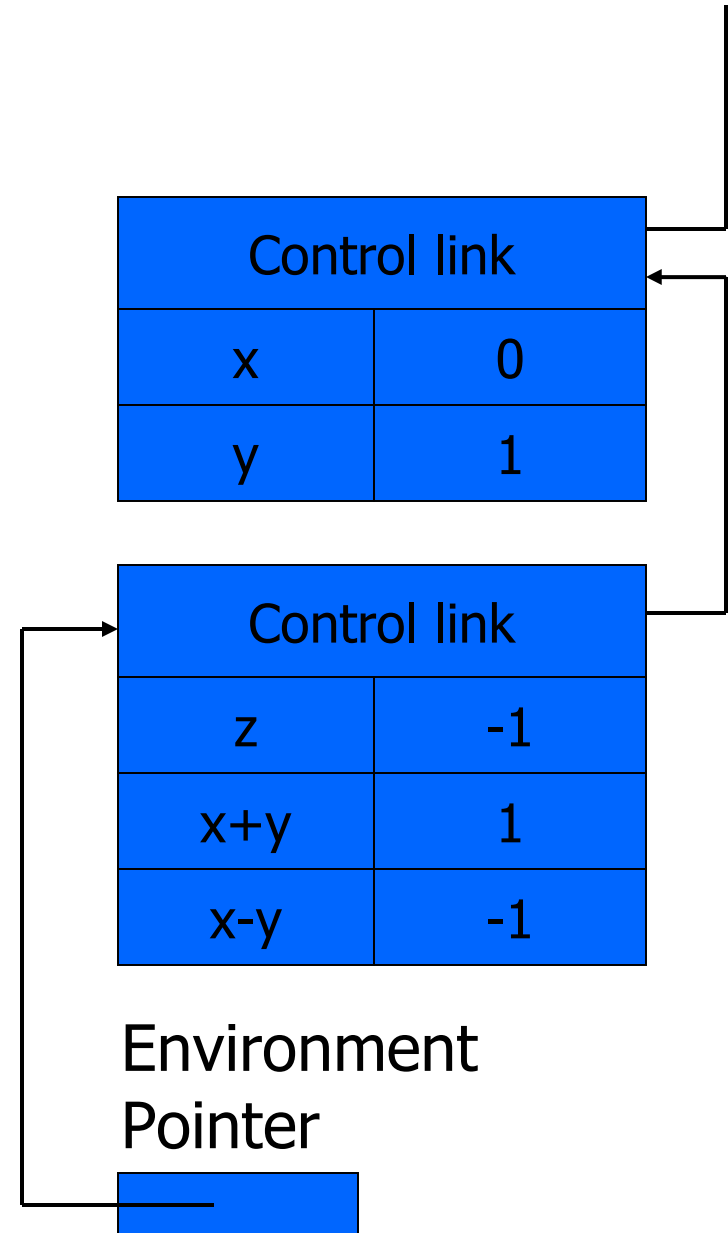 Control link
x 0
y 1
Control link
z -1
x+y 1
x-y -1
Environment
Pointer